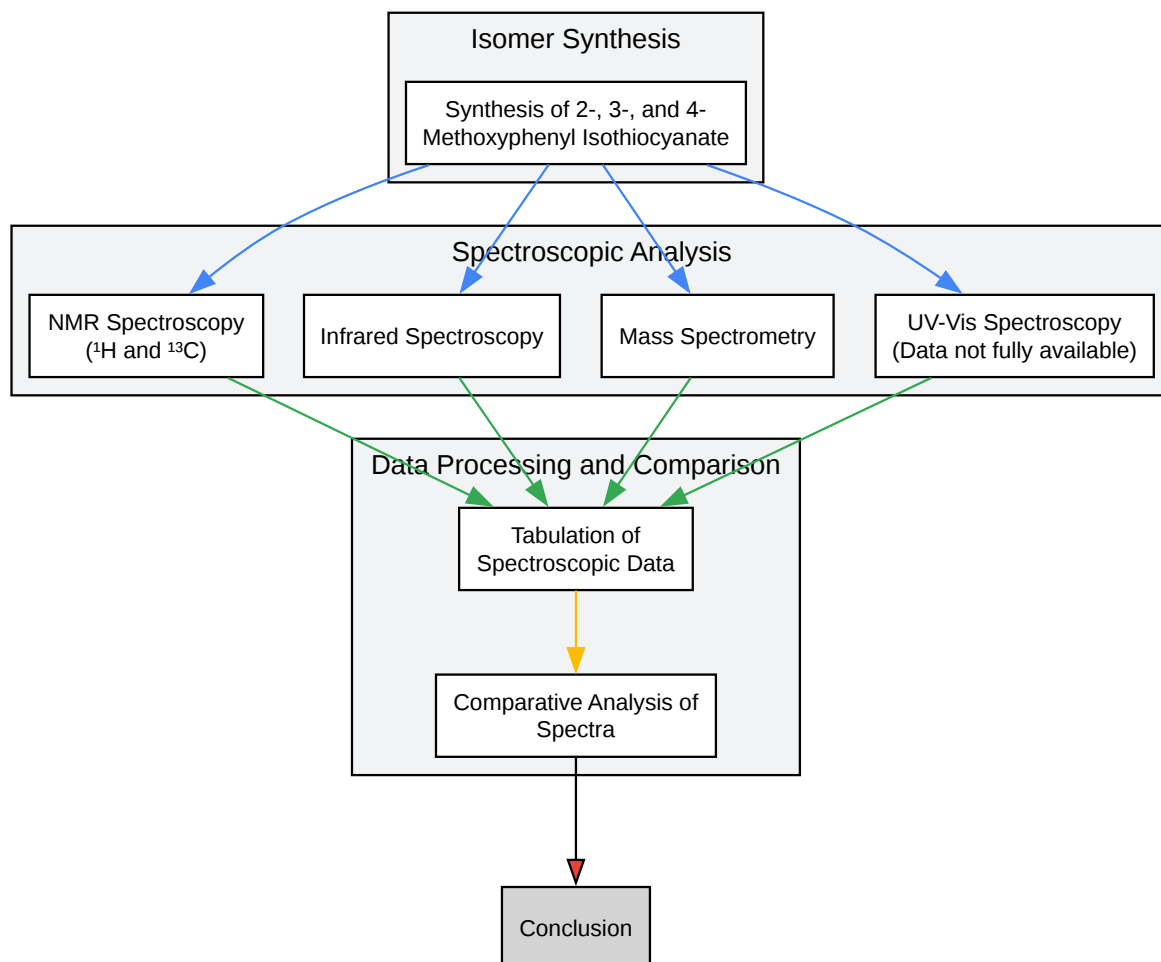 Isomer Synthesis
Synthesis of 2-, 3-, and 4-
Methoxyphenyl Isothiocyanate
Spectroscopic Analysis
NMR Spectroscopy
(¹H and ¹³C)
Infrared Spectroscopy
Mass Spectrometry
UV-Vis Spectroscopy
(Data not fully available)
Data Processing and Comparison
Tabulation of
Spectroscopic Data
Comparative Analysis of
Spectra
Conclusion